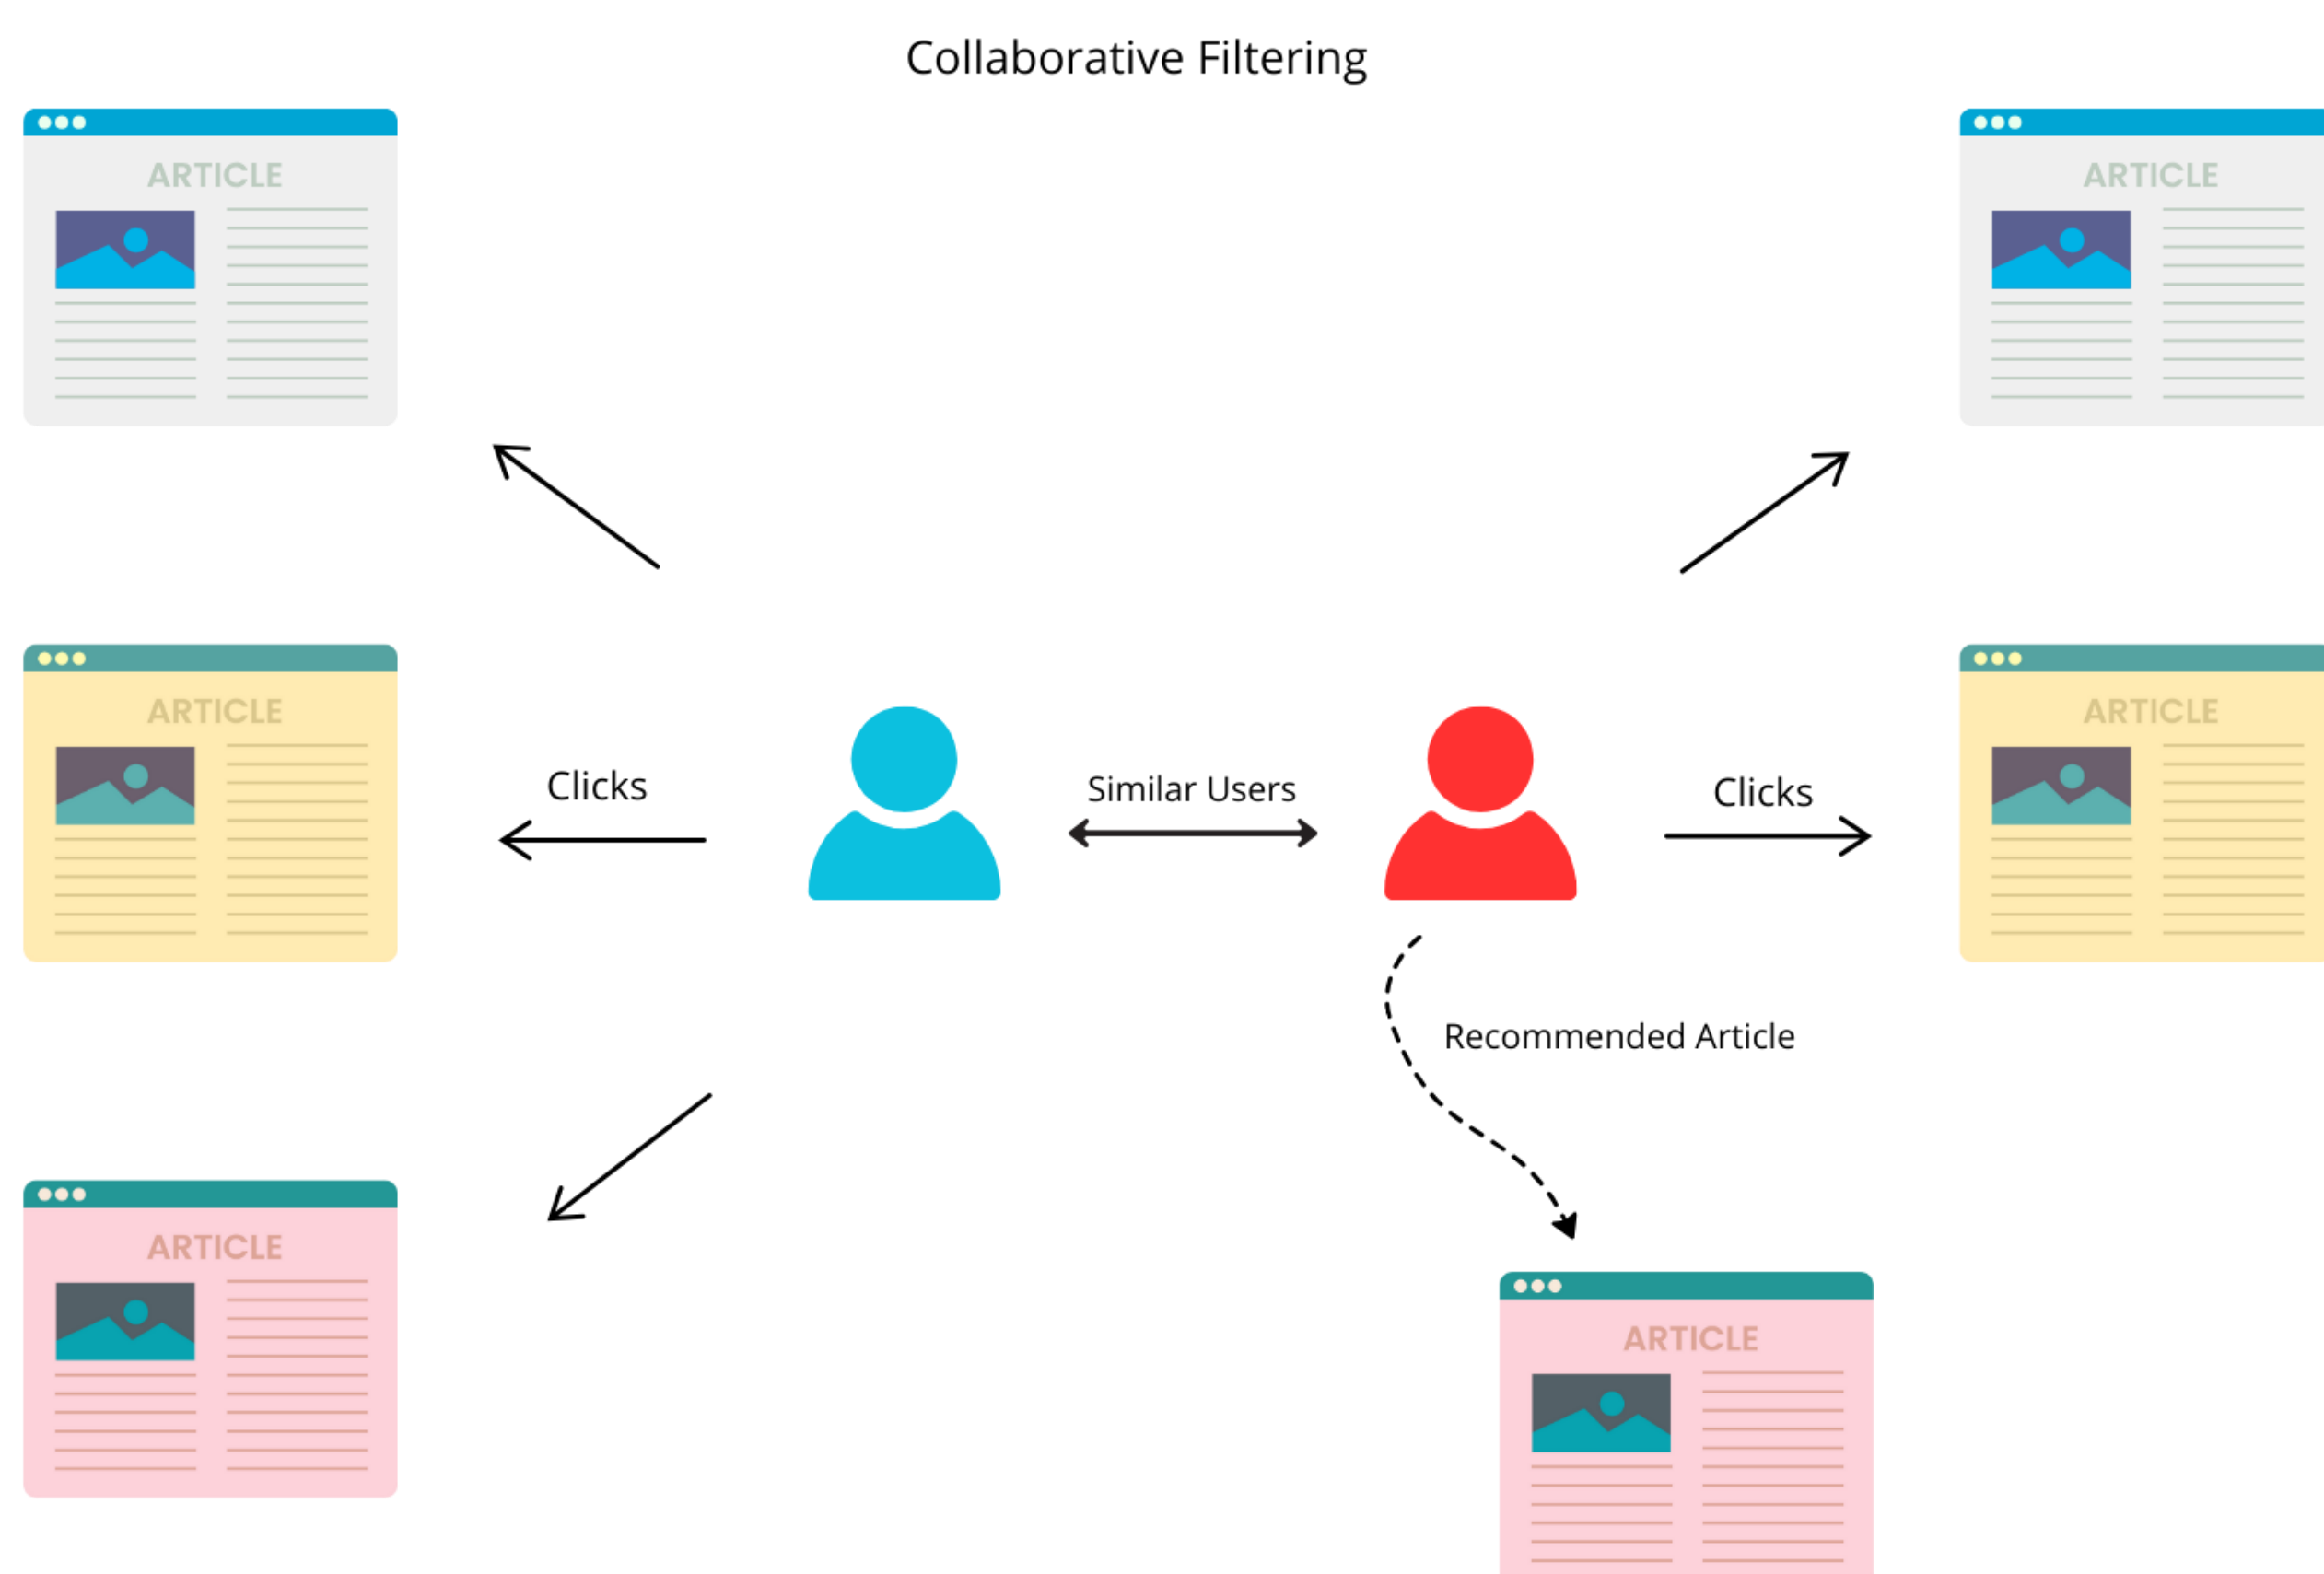 Collaborative Filtering
ARTICLE
ARTICLE
ARTICLE
ARTICLE
Clicks
Similar Users
Clicks
Recommended Article
ARTICLE
ARTICLE